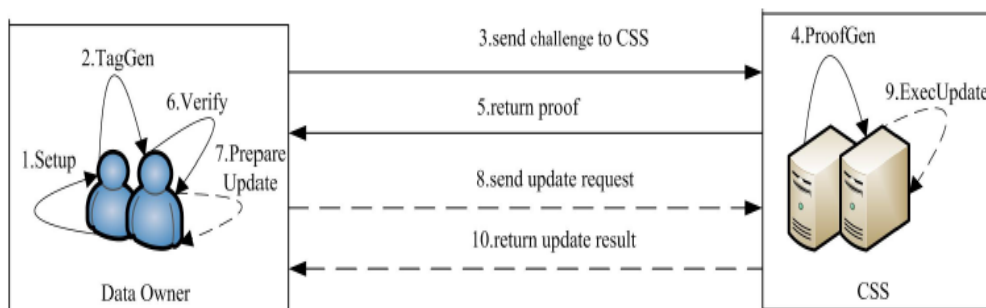 3.send challenge to CSS
4.ProofGen
2.TagGen
6.Verify
5.return proof
9.ExecUpdate
1.Setup
7.Prepare
Update
8.send update request
10.return update result
Data Owner
CSS